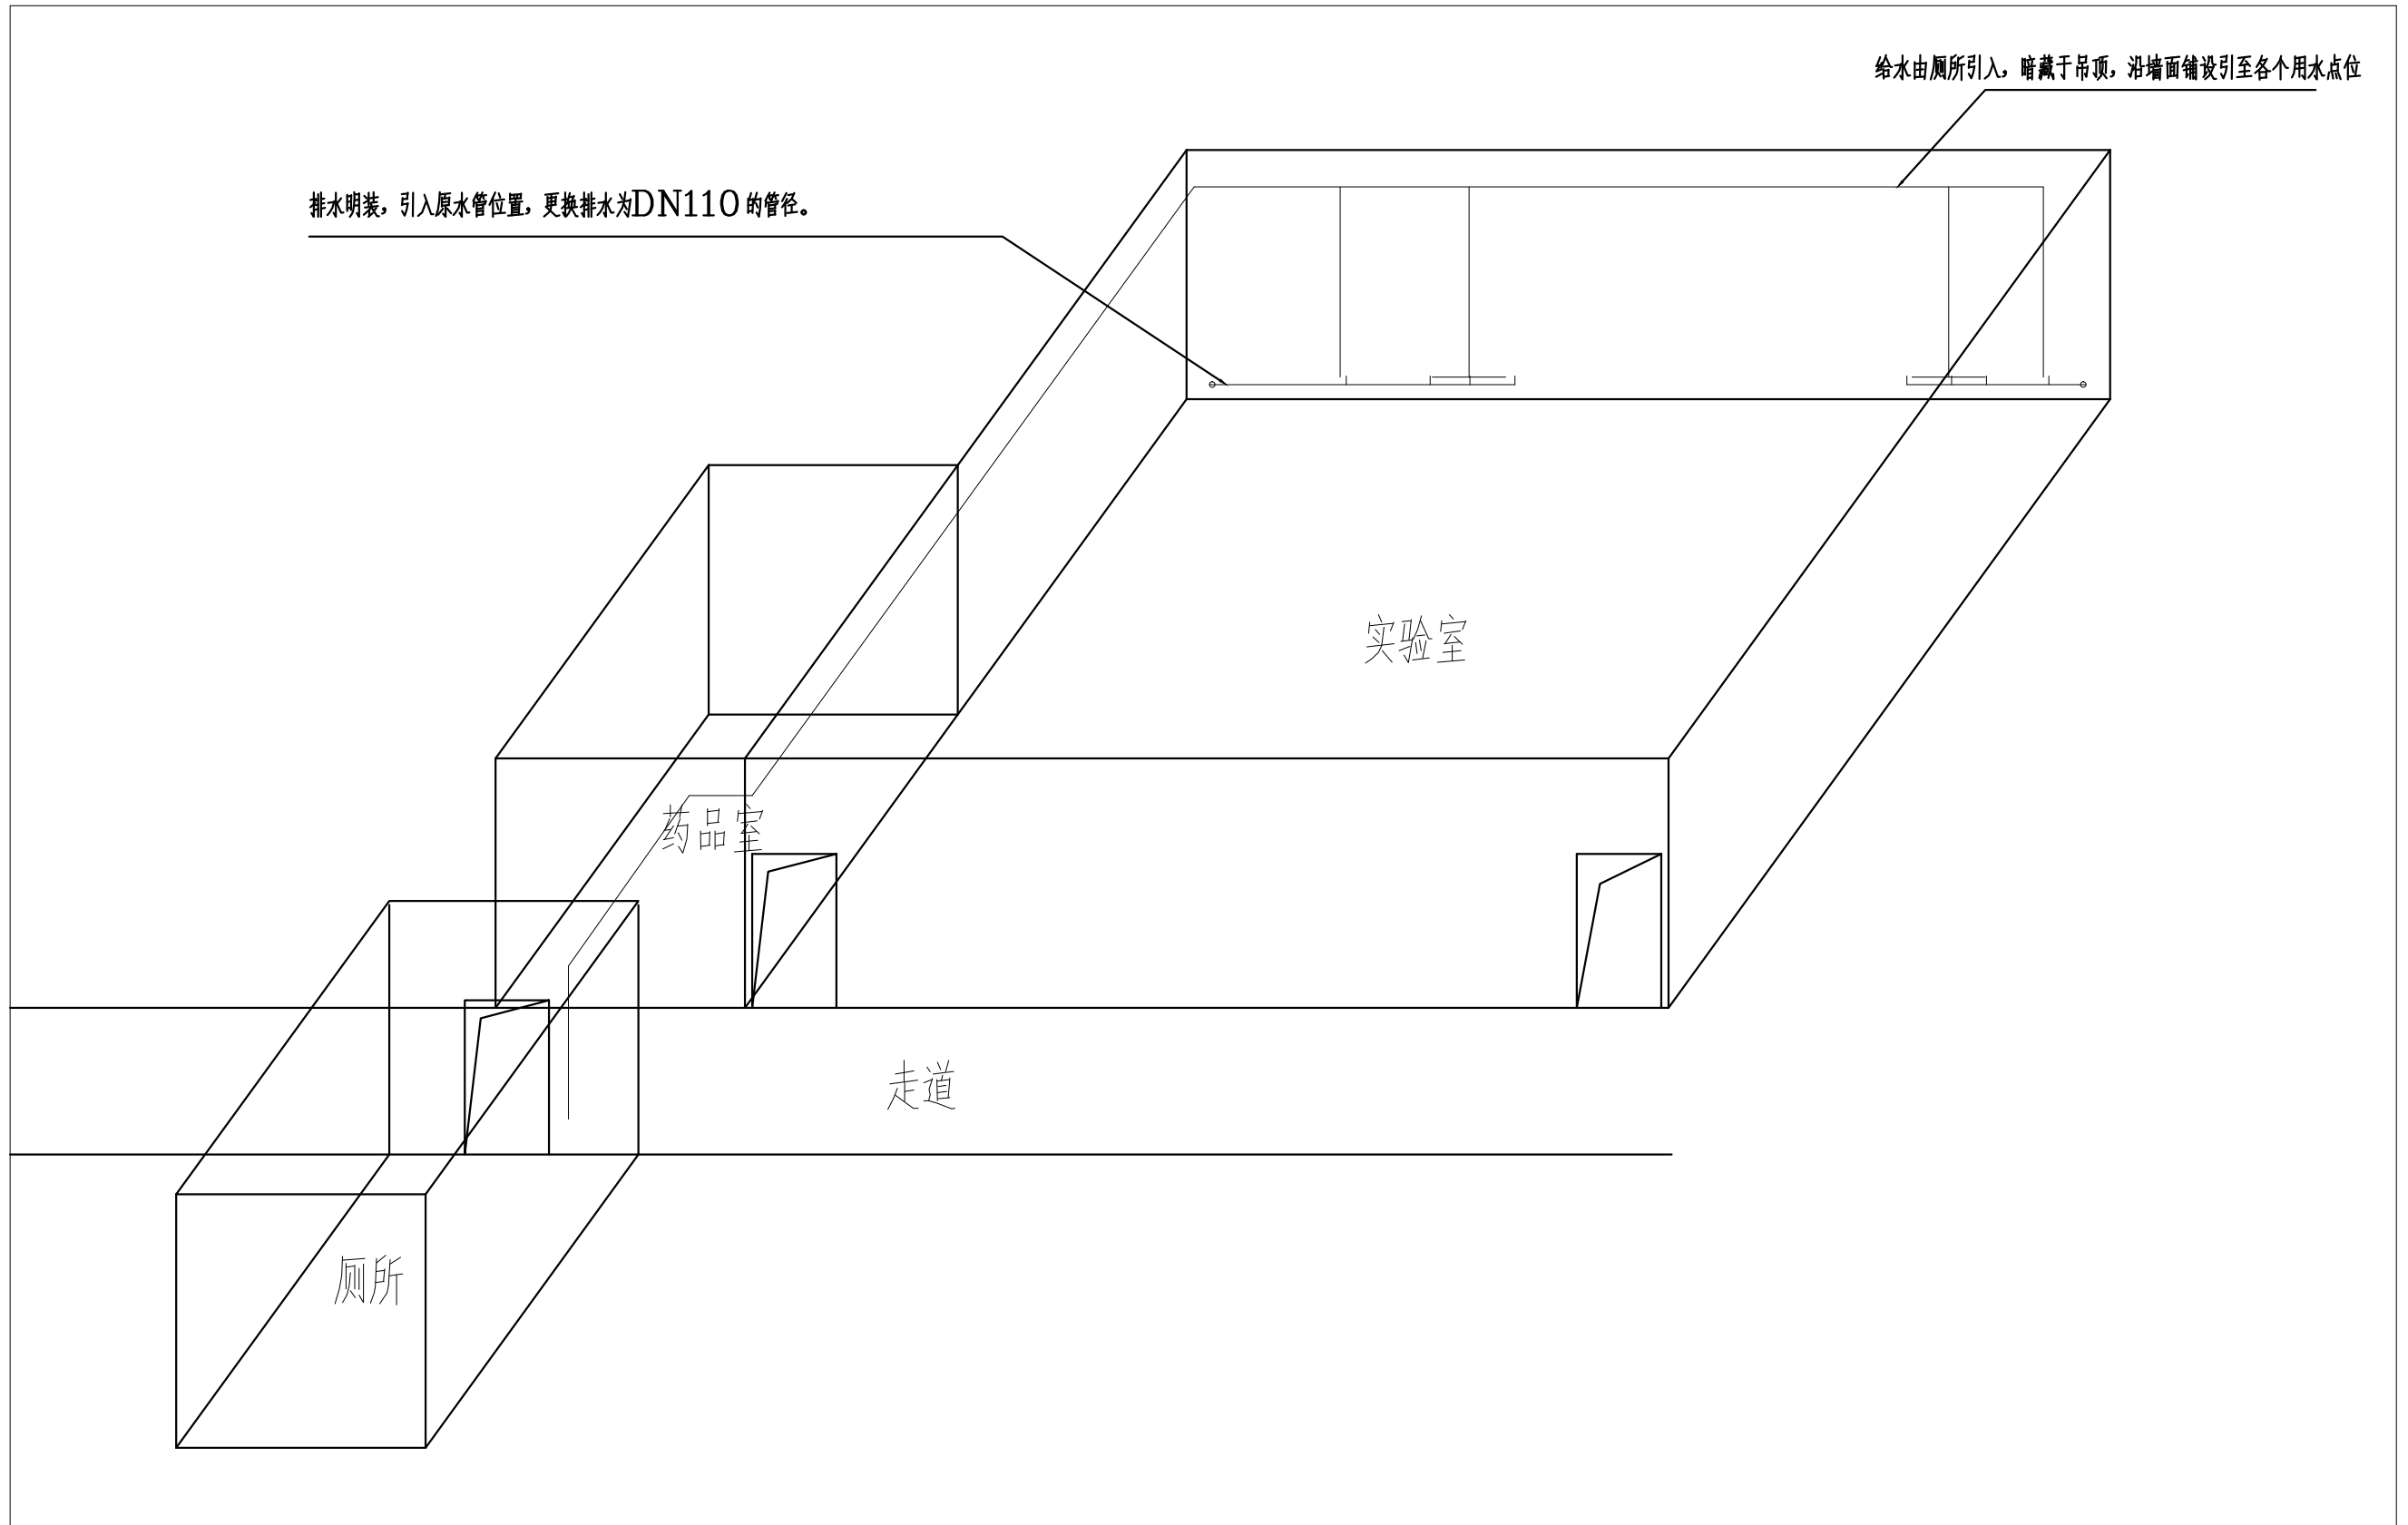 给水由厕所引入，暗藏于吊顶，沿墙面铺设引至各个用水点位
排水明装，引入原水管位置，更换排水为DN110的管径。
实验室
药品室
走道
厕所